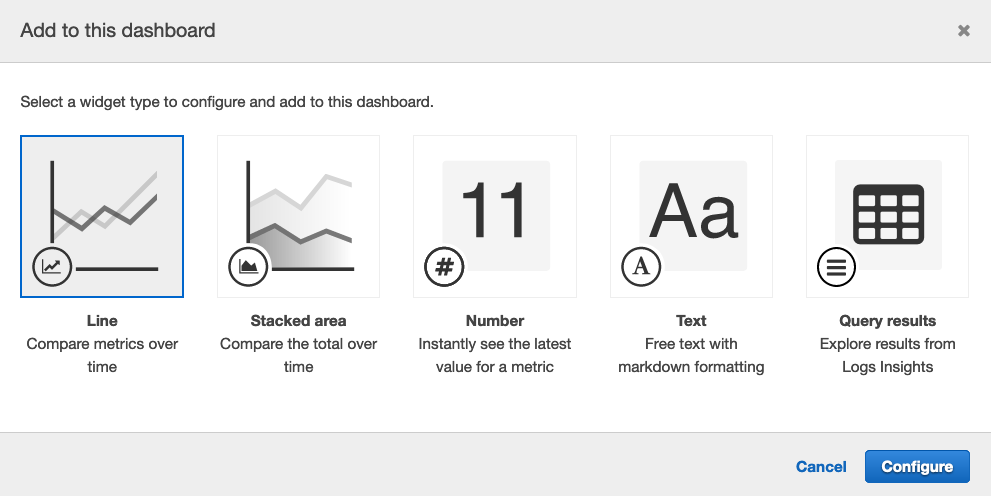 Add to this dashboard
Select a widget type to configure and add to this dashboard.
11
Aa
#
A
Line
Compare metrics over
time
Stacked area
Compare the total over
time
Number
Instantly see the latest
value for a metric
Text
Free text with
markdown formatting
Query results
Explore results from
Logs Insights
Cancel
Configure